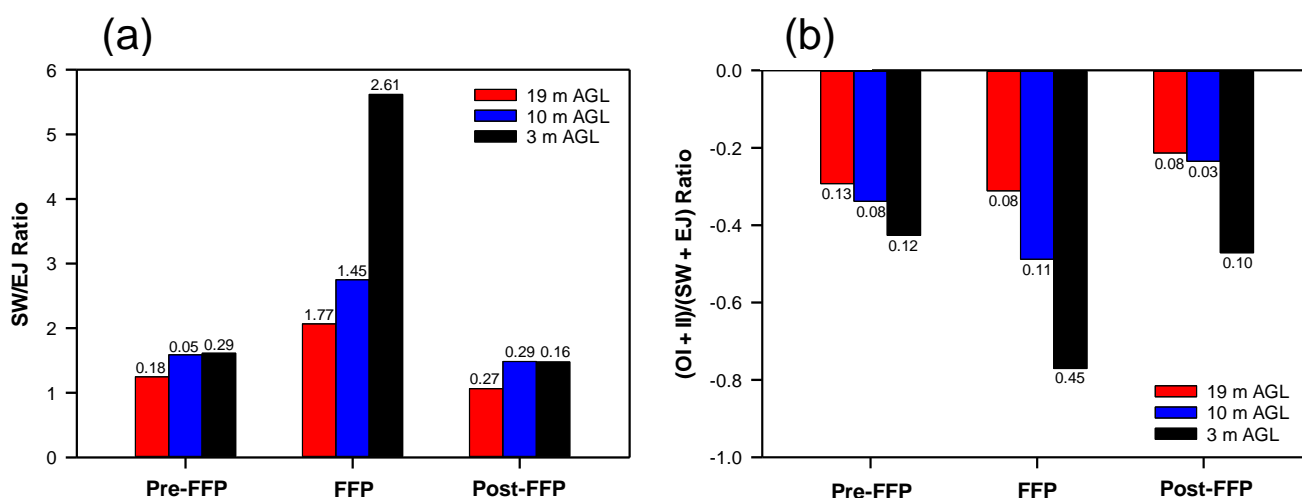 (a)
6
5
4
3
2
1
0
SW/EJ Ratio
19 m AGL
10 m AGL
3 m AGL
0.18
0.05
0.29
1.77
1.45
2.61
0.27
0.29
0.16
Pre-FFP
FFP
Post-FFP
(b)
0.0
-0.2
-0.4
-0.6
-0.8
-1.0
(OI + II)/(SW + EJ) Ratio
0.13
0.08
0.12
0.08
0.11
0.45
0.08
0.03
0.10
19 m AGL
10 m AGL
3 m AGL
Pre-FFP
FFP
Post-FFP